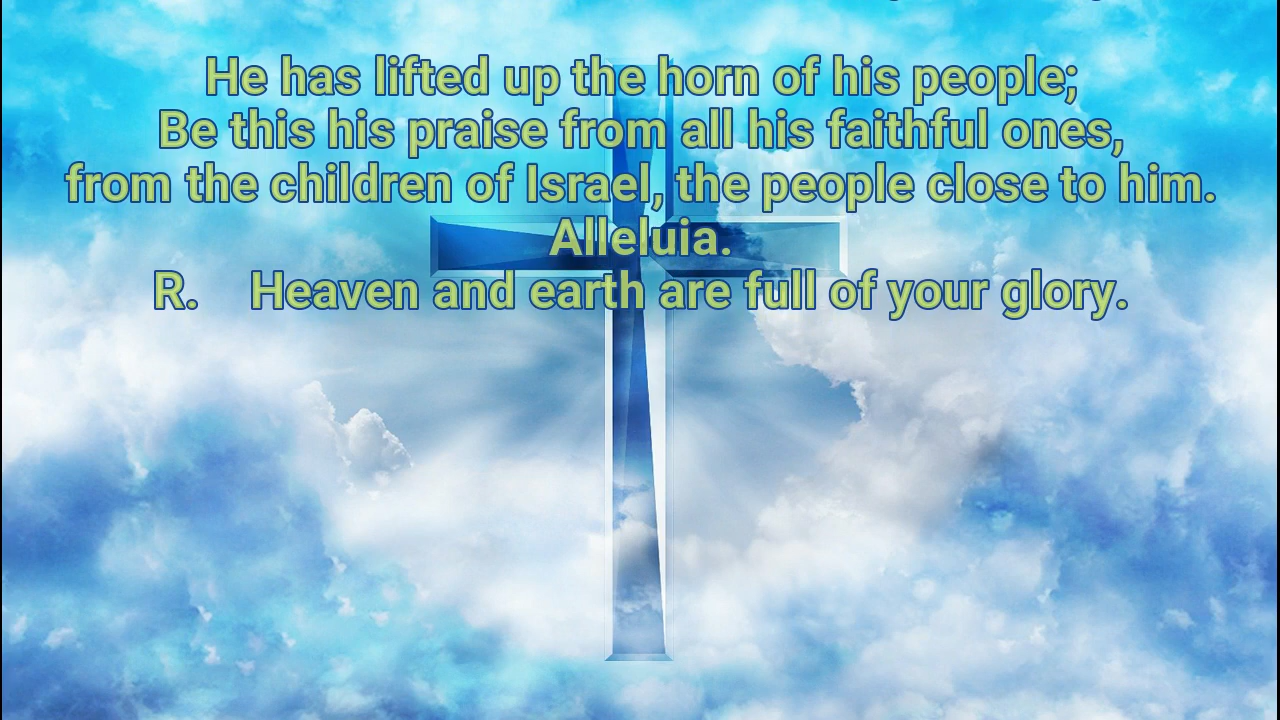 He has lifted up the horn of his people;
Be this his praise from all his faithful ones,
from the children of Israel, the people close to him.
Alleluia.
R.    Heaven and earth are full of your glory.